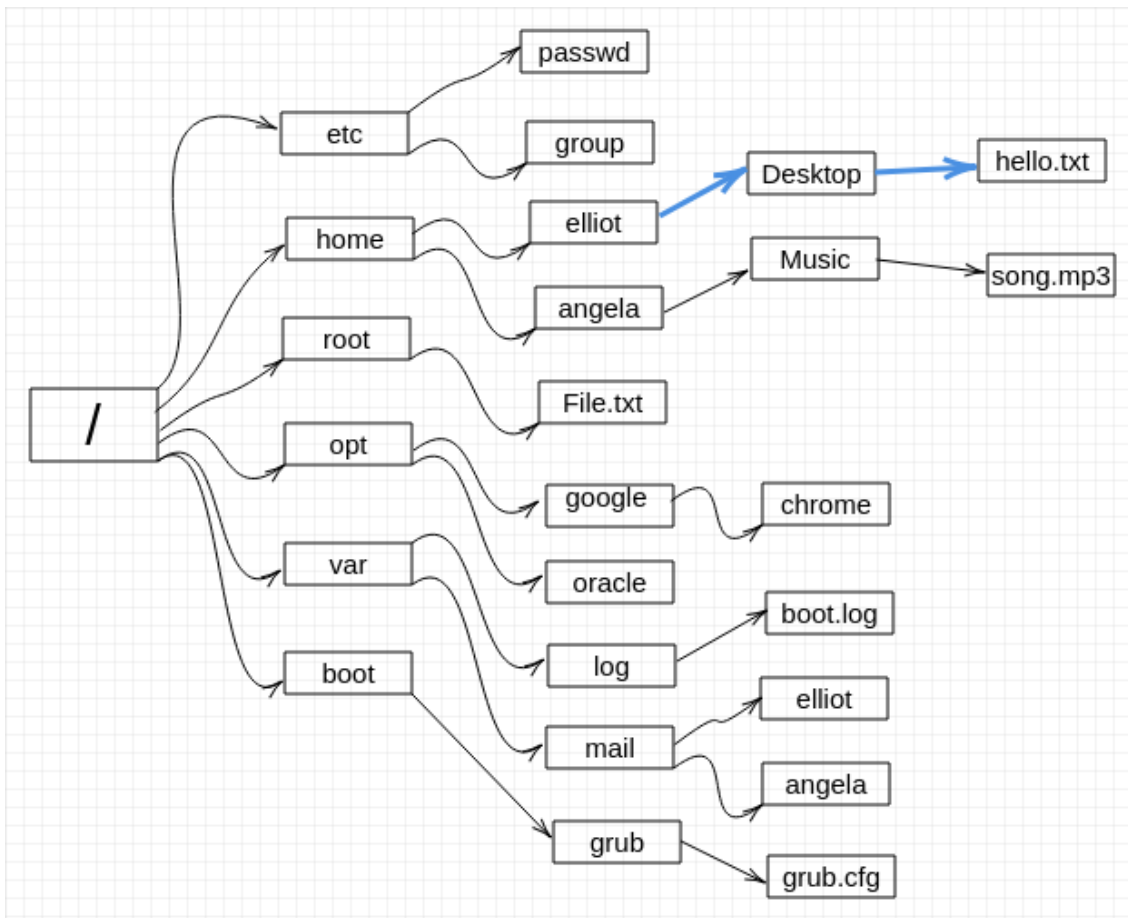 passwd
etc
group
Desktop
hello.txt
elliot
home
Music
song.mp3
angela
root
File.txt
/
opt
google
chrome
var
oracle
boot.log
log
boot
elliot
mail
angela
grub
grub.cfg